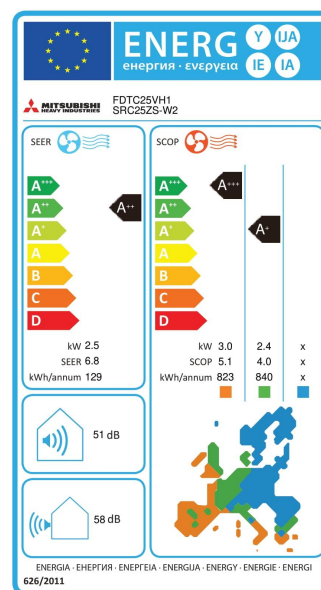 ENERG Y IJA
енергия · ενεργεια IE IA
MITSUBISHI
HEAVY INDUSTRIES
FDTC25VH1
SRC25ZS-W2
SEER
SCOP
A+++
A++
A+
A
B
C
D
A++
A+++
A++
A+
A
B
C
D
A+++
A+
kW 2.5
SEER 6.8
kWh/annum 129
kW 3.0 2.4 x
SCOP 5.1 4.0 x
kWh/annum 823 840 x
51 dB
58 dB
ENERGIA · ЕНЕРГИЯ · ΕΝΕΡΓΕΙΑ · ENERGIJA · ENERGY · ENERGIE · ENERGI
626/2011